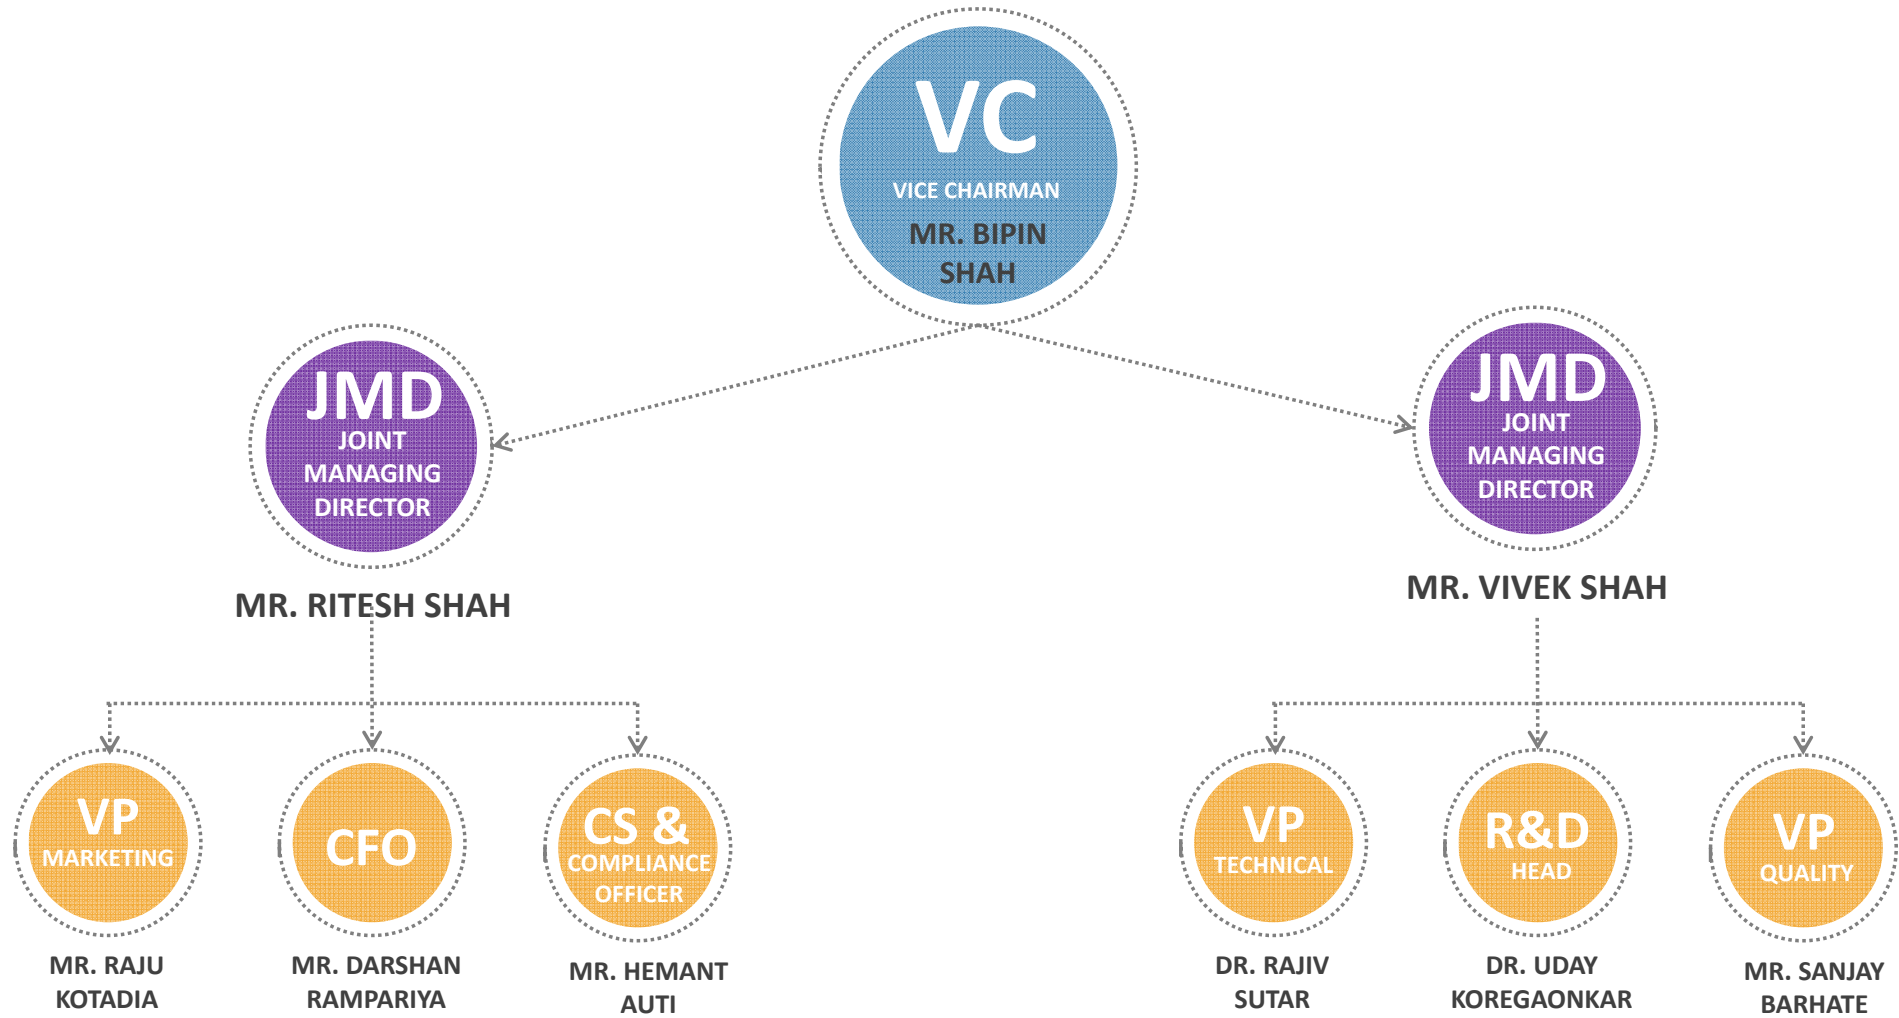 VC
VICE CHAIRMAN
MR. BIPIN
SHAH
JMD
JOINT
MANAGING
DIRECTOR
MR. RITESH SHAH
JMD
JOINT
MANAGING
DIRECTOR
MR. VIVEK SHAH
VP
MARKETING
MR. RAJU
KOTADIA
CFO
MR. DARSHAN
RAMPARIYA
CS &
COMPLIANCE
OFFICER
MR. HEMANT
AUTI
VP
TECHNICAL
DR. RAJIV
SUTAR
R&D
HEAD
DR. UDAY
KOREGAONKAR
VP
QUALITY
MR. SANJAY
BARHATE